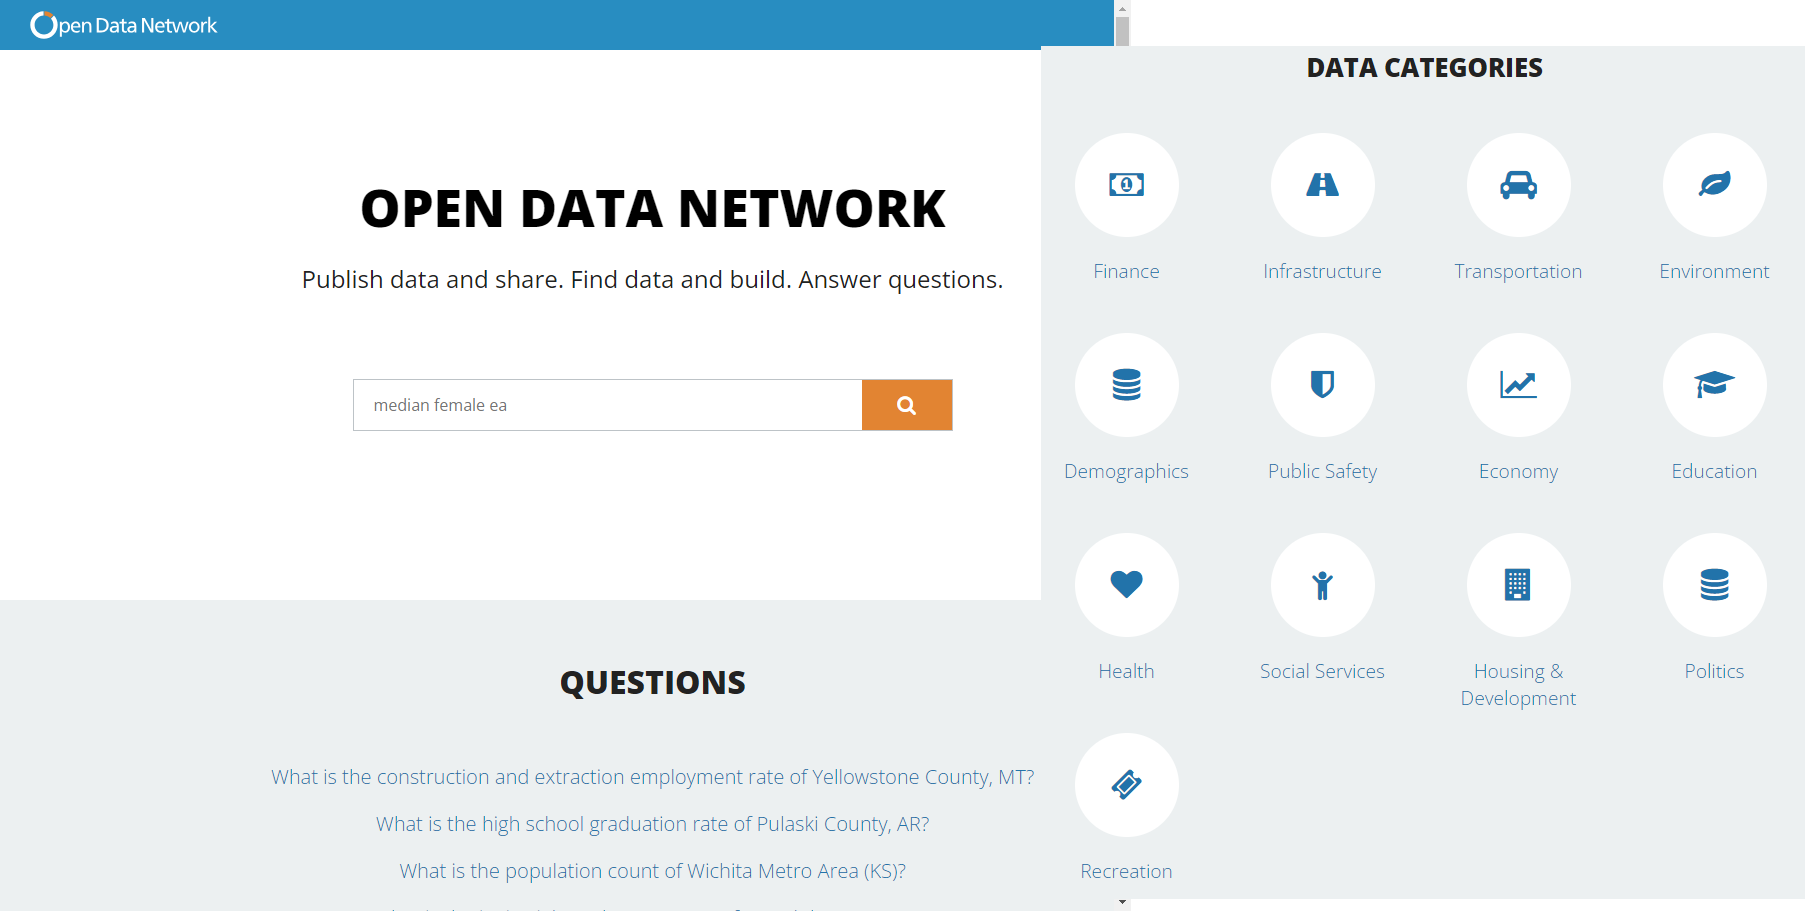 Open Data Network
OPEN DATA NETWORK
Publish data and share. Find data and build. Answer questions.
median female ea
QUESTIONS
What is the construction and extraction employment rate of Yellowstone County, MT?
What is the high school graduation rate of Pulaski County, AR?
What is the population count of Wichita Metro Area (KS)?
DATA CATEGORIES
Finance
Infrastructure
Transportation
Environment
Demographics
Public Safety
Economy
Education
Health
Social Services
Housing &
Development
Politics
Recreation